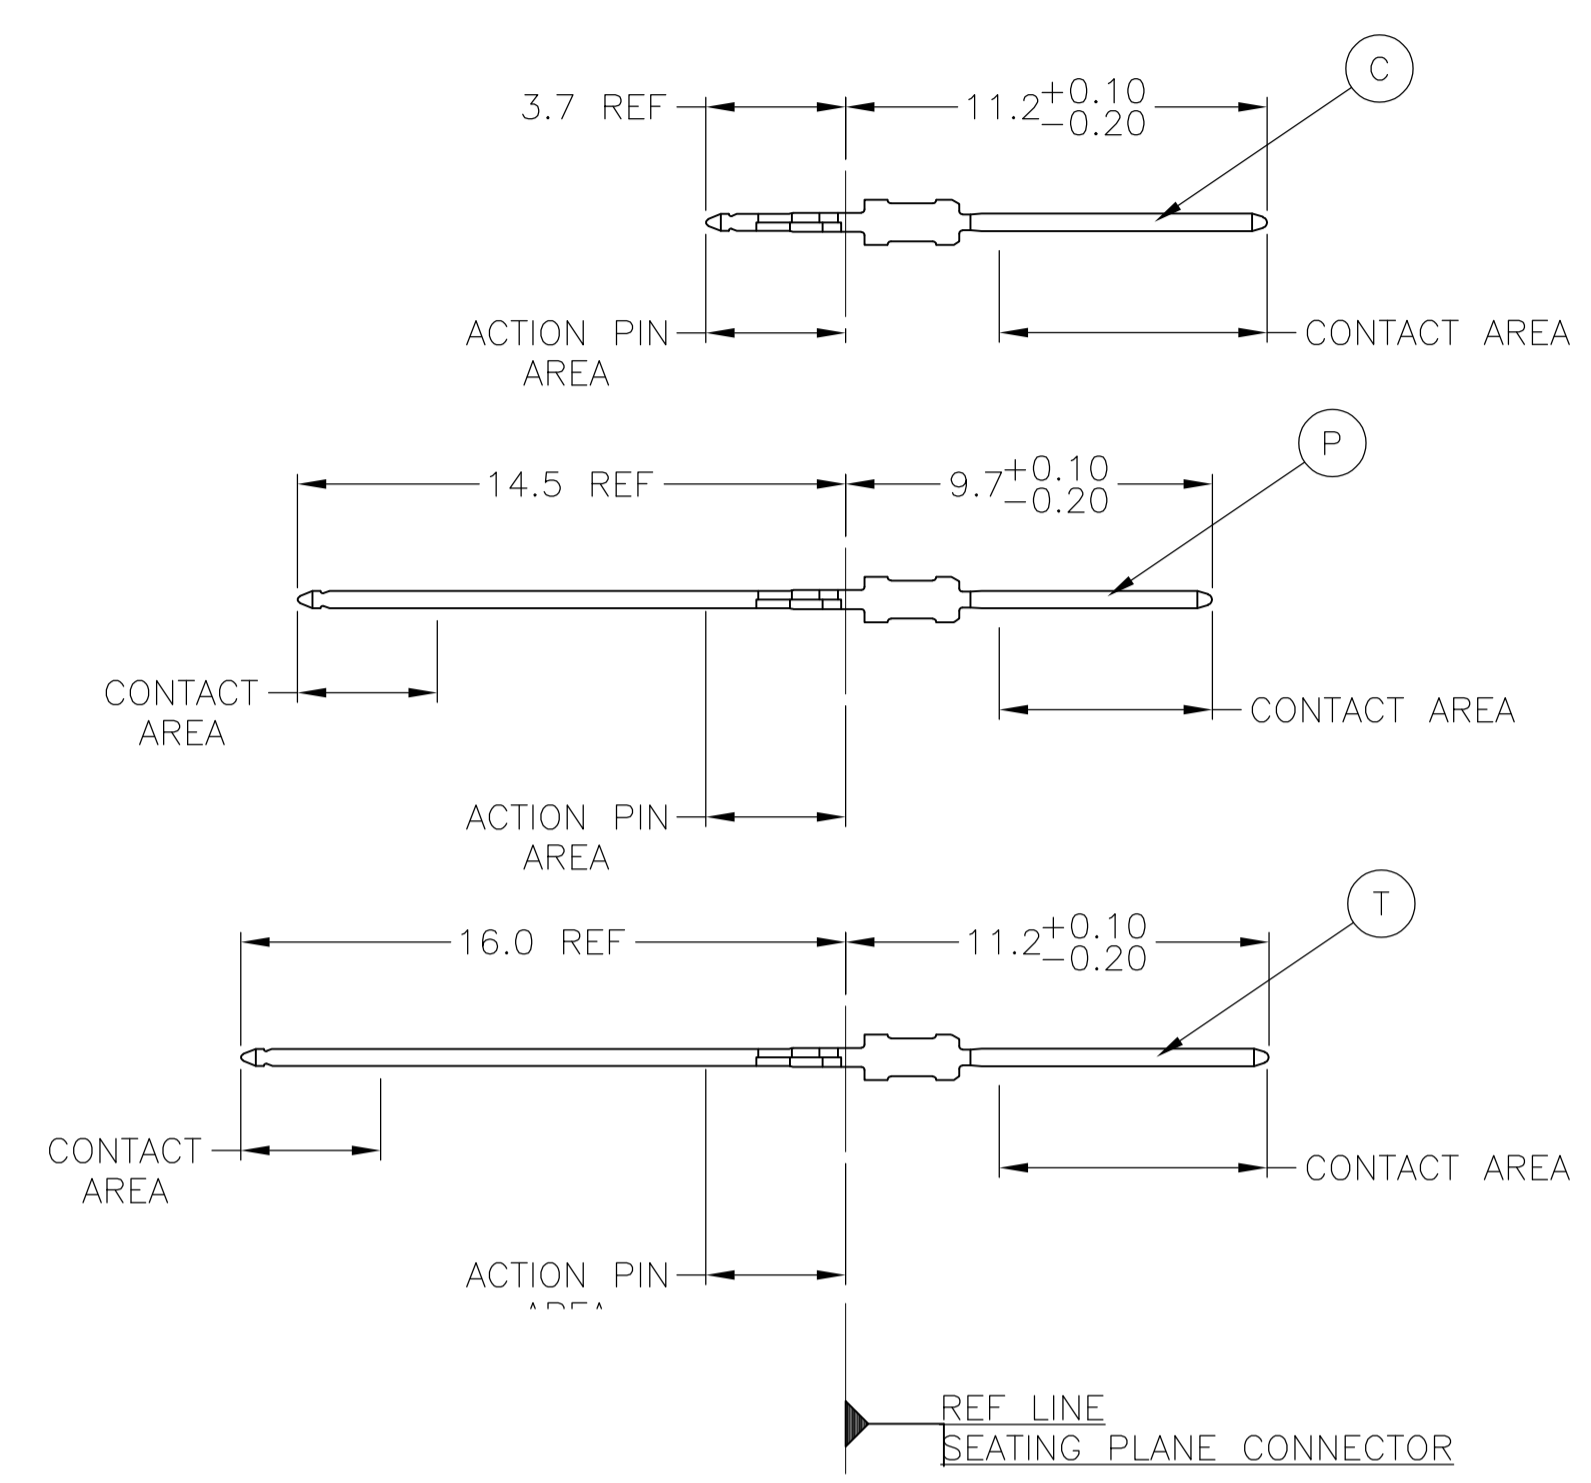 C
3.7 REF
11.2 +0.10
−0.20
ACTION PIN
AREA
CONTACT AREA
P
14.5 REF
9.7 +0.10
−0.20
CONTACT
AREA
CONTACT AREA
ACTION PIN
AREA
T
16.0 REF
11.2 +0.10
−0.20
CONTACT
AREA
CONTACT AREA
ACTION PIN
REF LINE
SEATING PLANE CONNECTOR